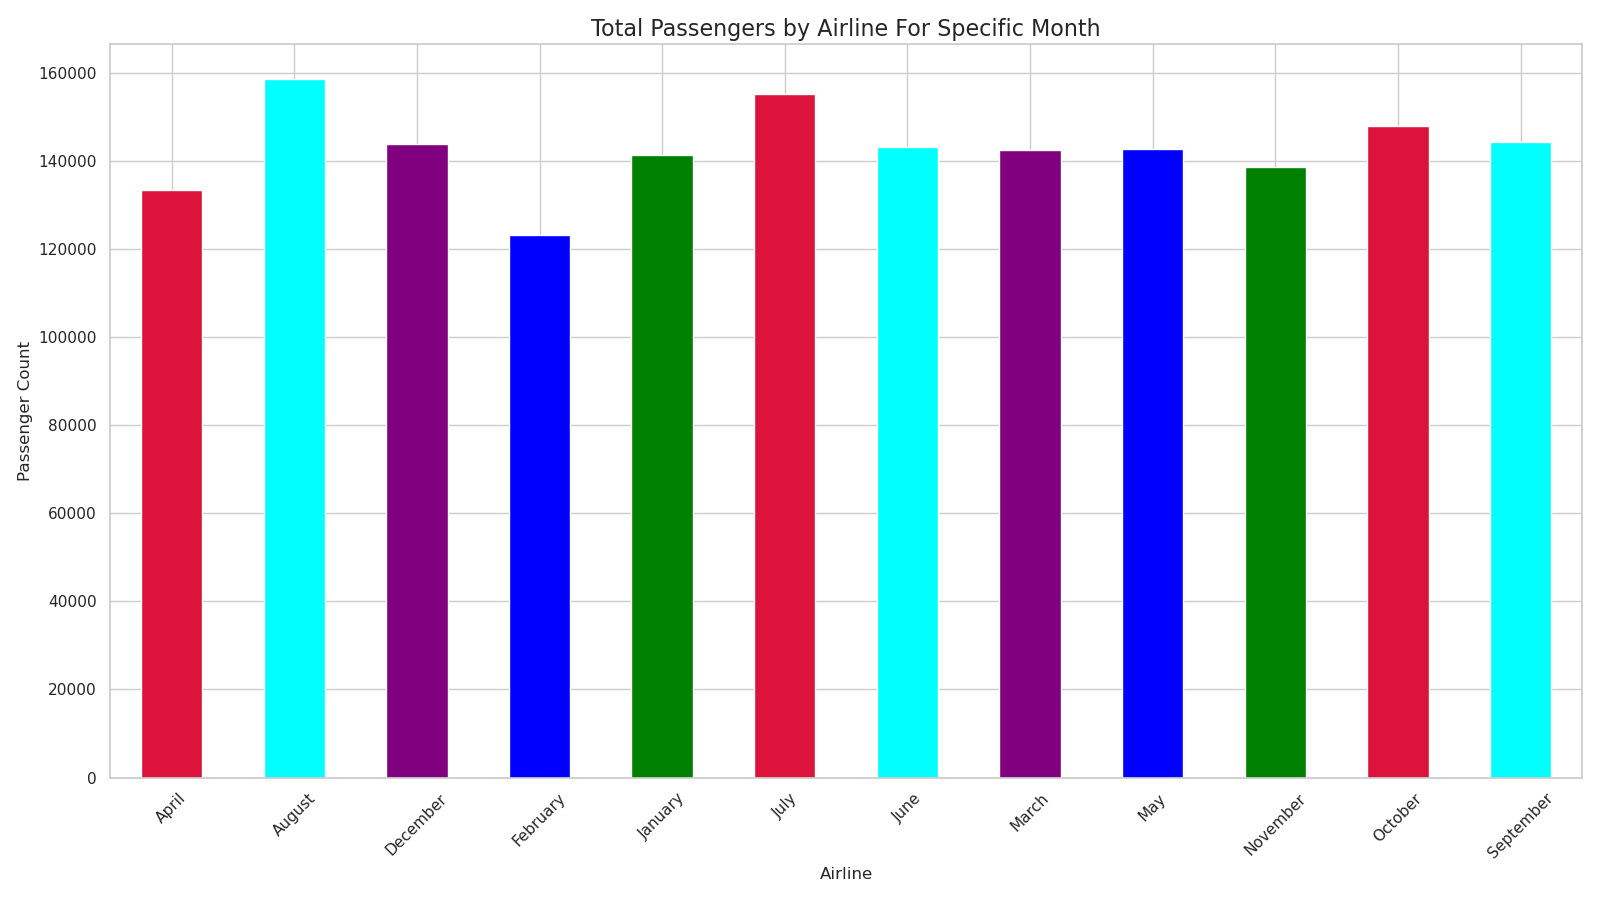 Total Passengers by Airline For Specific Month
Passenger Count
160000
140000
120000
100000
80000
60000
40000
20000
0
April
August
December
February
January
July
June
March
May
November
October
September
Airline